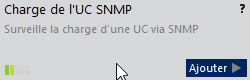 Charge de l'UC SNMP ?
Surveille la charge d'une UC via SNMP
Ajouter